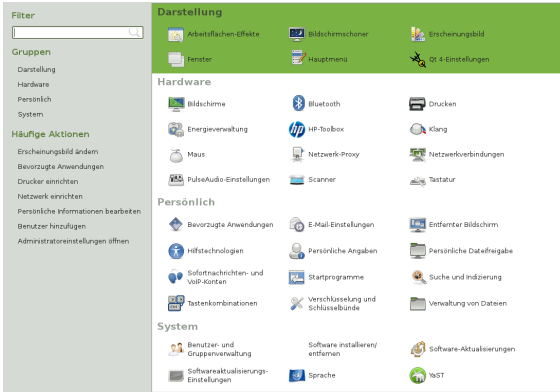 Filter
Gruppen
Darstellung
Hardware
Persönlich
System
Häufige Aktionen
Erscheinungsbild ändern
Bevorzugte Anwendungen
Drucker einrichten
Netzwerk einrichten
Persönliche Informationen bearbeiten
Benutzer hinzufügen
Administratoreinstellungen öffnen
Darstellung
Arbeitsflächen-Effekte
Bildschirmschoner
Erscheinungsbild
Fenster
Hauptmenü
Qt 4-Einstellungen
Hardware
Bildschirme
Bluetooth
Drucken
Energieverwaltung
HP-Toolbox
Klang
Maus
Netzwerk-Proxy
Netzwerkverbindungen
PulseAudio-Einstellungen
Scanner
Tastatur
Persönlich
Bevorzugte Anwendungen
E-Mail-Einstellungen
Entfernter Bildschirm
Hilfstechnologien
Persönliche Angaben
Persönliche Dateifreigabe
Sofortnachrichten- und
VoIP-Konten
Startprogramme
Suche und Indizierung
Tastenkombinationen
Verschlüsselung und
Schlüsselbünde
Verwaltung von Dateien
System
Benutzer- und
Gruppenverwaltung
Software installieren/
entfernen
Software-Aktualisierungen
Softwareaktualisierungs-
Einstellungen
Sprache
YaST